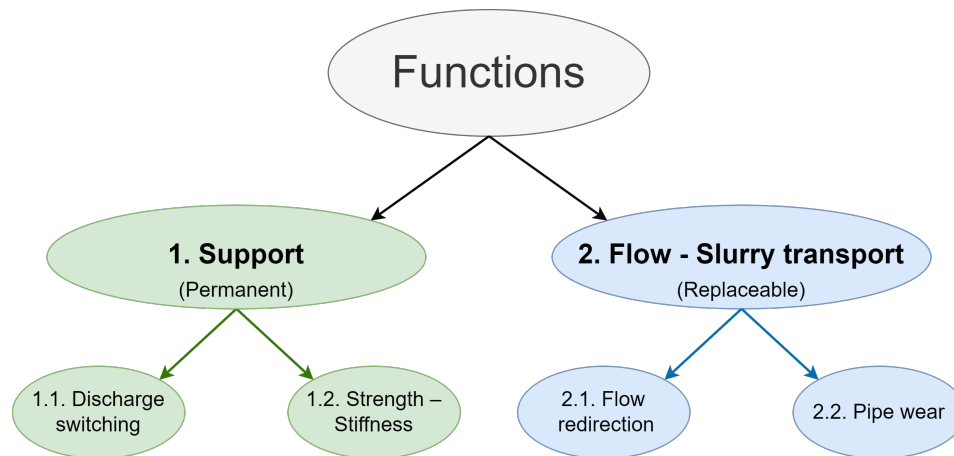 Functions
1. Support
(Permanent)
2. Flow - Slurry transport
(Replaceable)
1.1. Discharge
switching
1.2. Strength –
Stiffness
2.1. Flow
redirection
2.2. Pipe wear